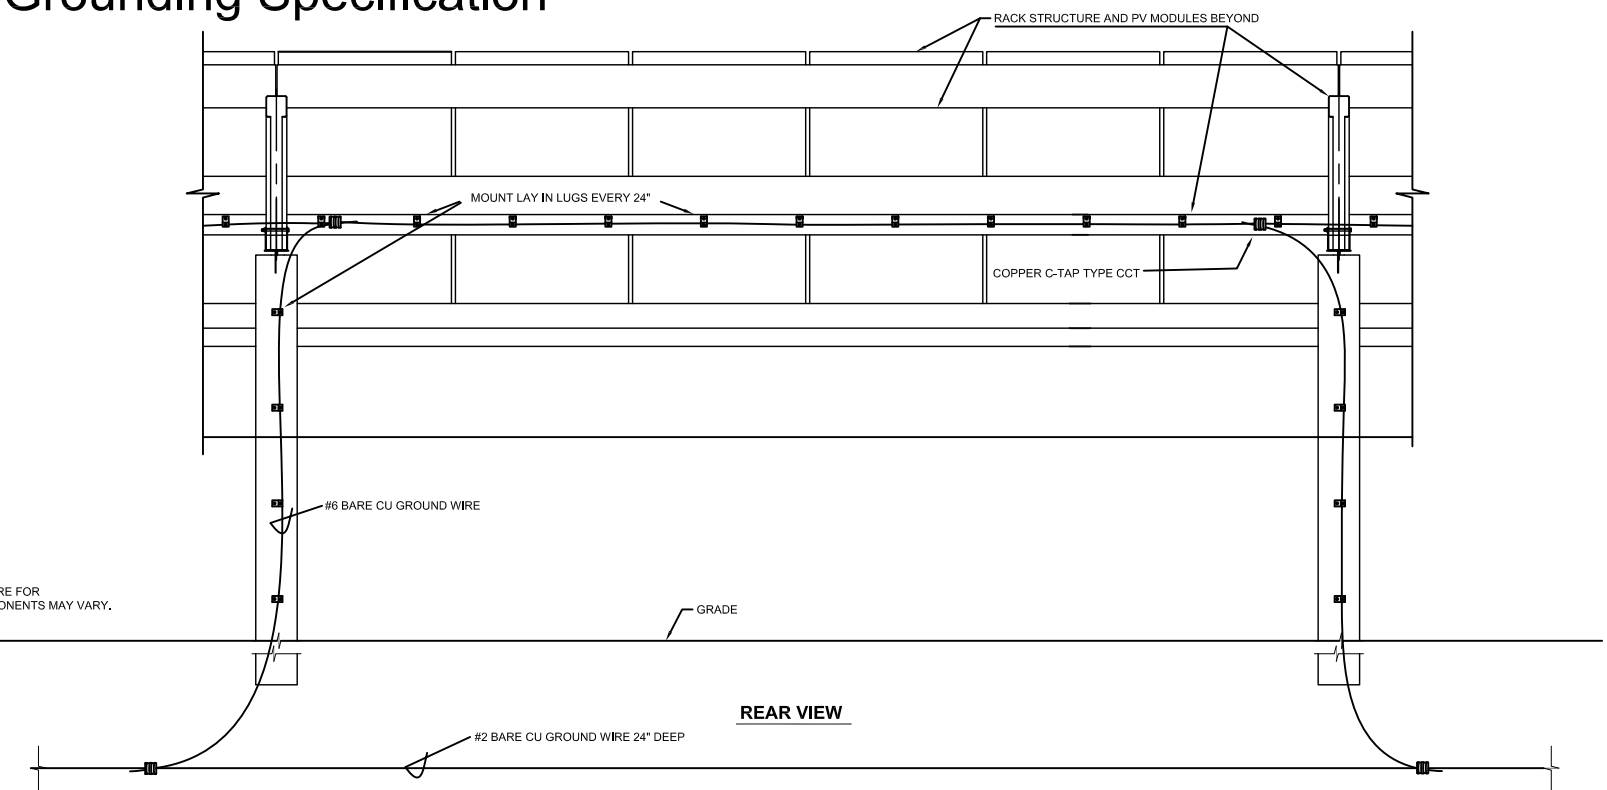 Grounding Specification
RACK STRUCTURE AND PV MODULES BEYOND
MOUNT LAY IN LUGS EVERY 24"
COPPER C-TAP TYPE CCT
#6 BARE CU GROUND WIRE
FOR
MAY VARY.
GRADE
REAR VIEW
#2 BARE CU GROUND WIRE 24" DEEP